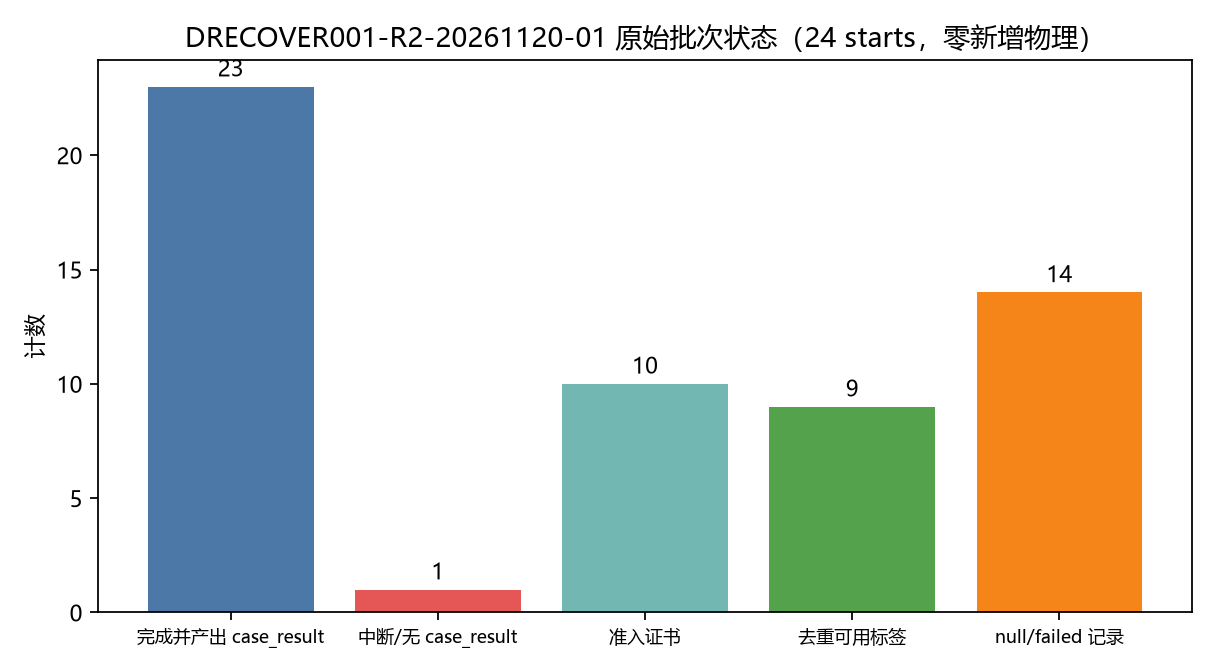 DRECOVER001-R2-20261120-01 原始批次状态（24 starts，零新增物理）
计数
20
15
10
5
0
23
1
10
9
14
完成并产出 case_result
中断/无 case_result
准入证书
去重可用标签
null/failed 记录